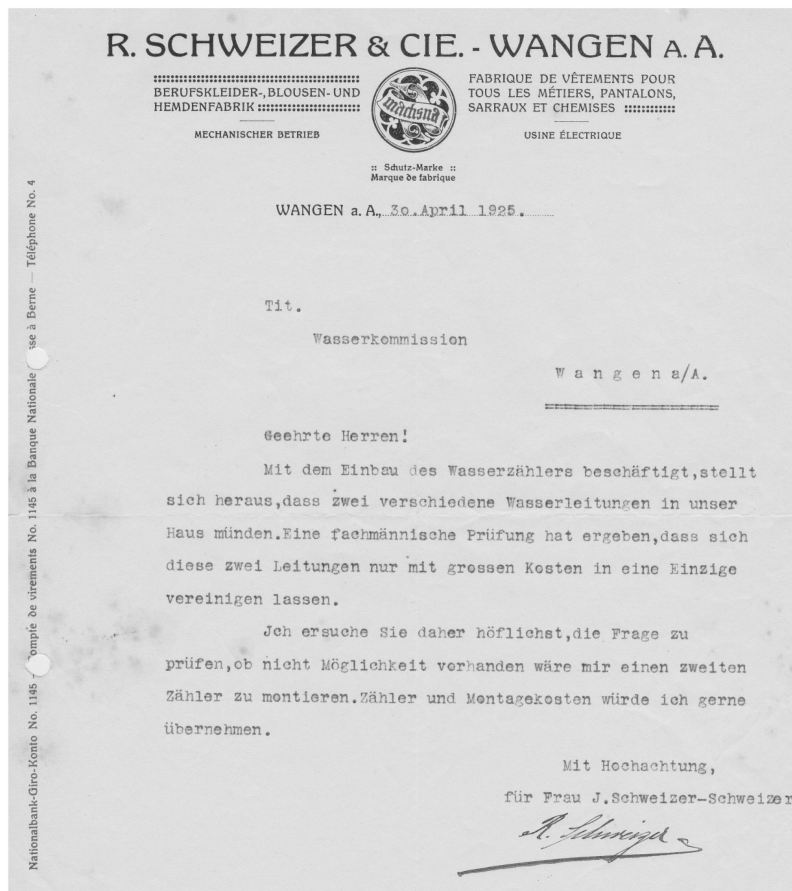 R. SCHWEIZER & CIE. - WANGEN A. A.
BERUFSKLEIDER-, BLOUSEN- UND
HEMDENFABRIK
MECHANISCHER BETRIEB
machsna
:: Schutz-Marke ::
Marque de fabrique
FABRIQUE DE VÊTEMENTS POUR
TOUS LES MÉTIERS, PANTALONS,
SARRAUX ET CHEMISES
USINE ÉLECTRIQUE
WANGEN a. A., 30. April 1925.
Tit.
Wasserkommission
W a n g e n a/A.
Geehrte Herren!
Mit dem Einbau des Wasserzählers beschäftigt,stellt
sich heraus,dass zwei verschiedene Wasserleitungen in unser
Haus münden.Eine fachmännische Prüfung hat ergeben,dass sich
diese zwei Leitungen nur mit grossen Kosten in eine Einzige
vereinigen lassen.
Jch ersuche Sie daher höflichst,die Frage zu
prüfen,ob nicht Möglichkeit vorhanden wäre mir einen zweiten
Zähler zu montieren.Zähler und Montagekosten würde ich gerne
übernehmen.
Mit Hochachtung,
für Frau J.Schweizer-Schweizer
R. Schweizer
Nationalbank-Giro-Konto No. 1145 - ompte de virements No. 1145 à la Banque Nationale sse à Berne — Téléphone No. 4